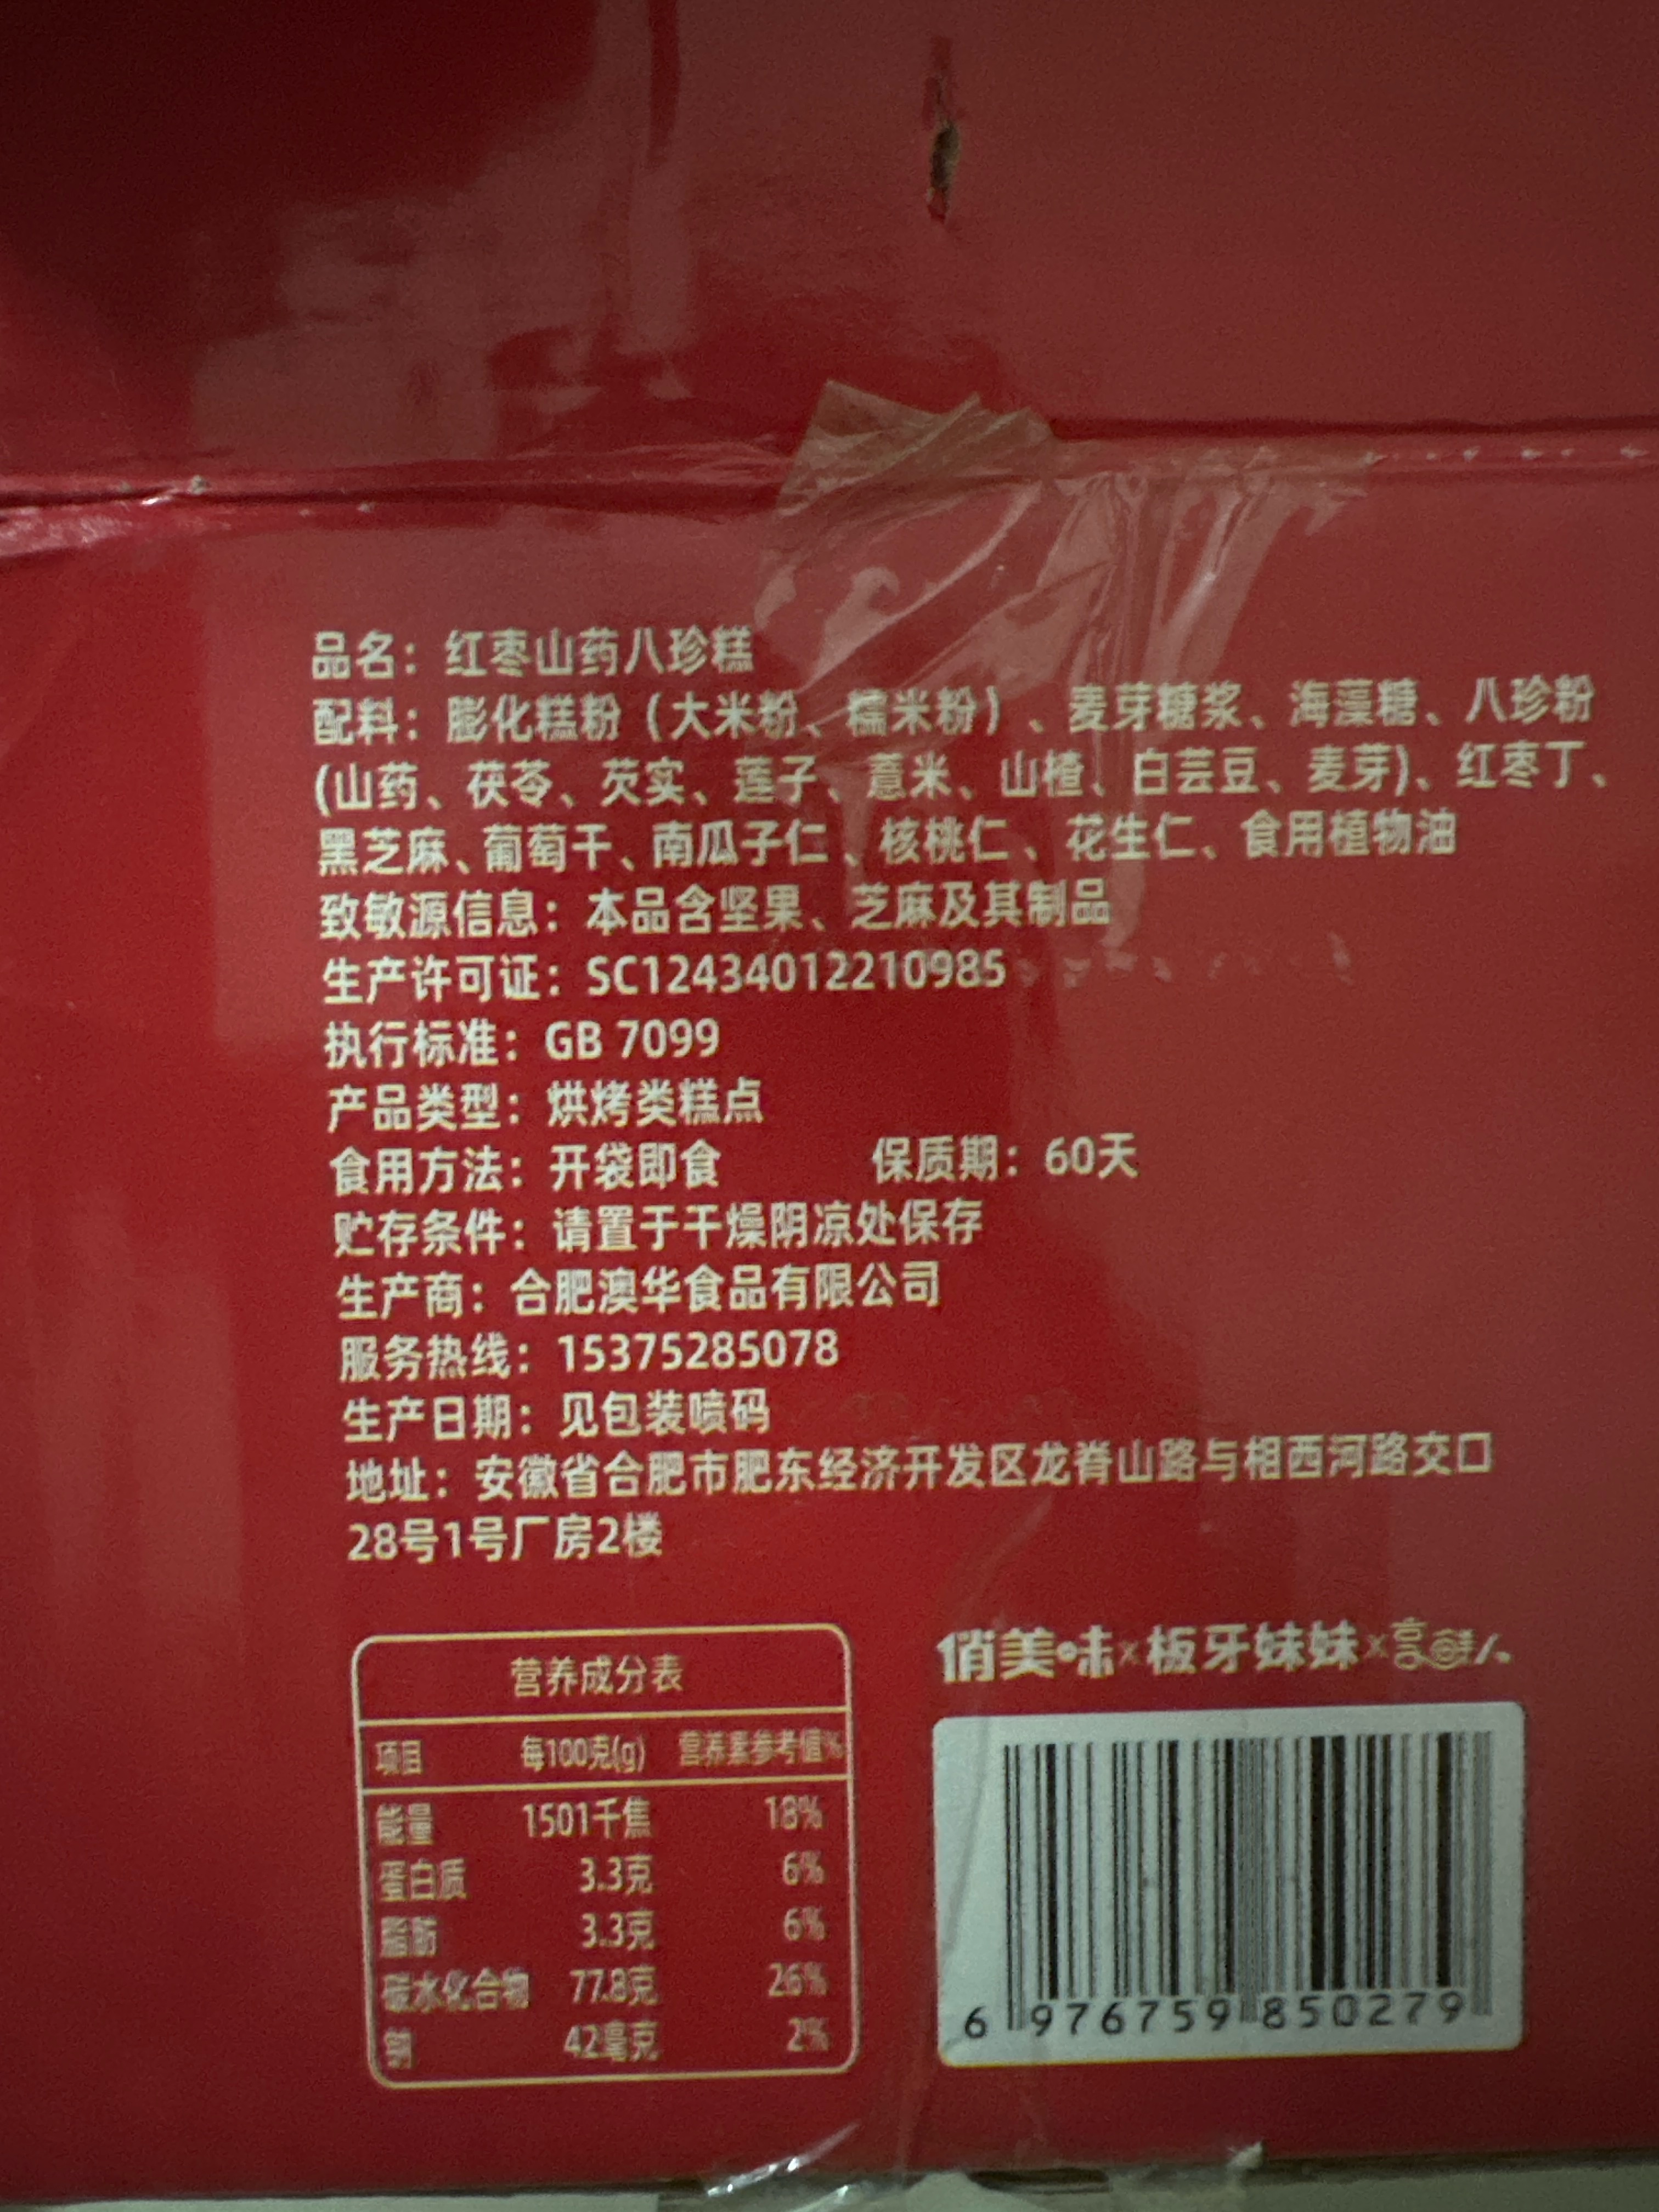 品名：红枣山药八珍糕
配料：膨化糕粉（大米粉、糯米粉）、麦芽糖浆、海藻糖、八珍粉
(山药、茯苓、芡实、莲子、薏米、山楂、白芸豆、麦芽)、红枣丁、
黑芝麻、葡萄干、南瓜子仁、核桃仁、花生仁、食用植物油
致敏源信息：本品含坚果、芝麻及其制品
生产许可证：SC12434012210985
执行标准：GB 7099
产品类型：烘烤类糕点
食用方法：开袋即食 保质期：60天
贮存条件：请置于干燥阴凉处保存
生产商：合肥澳华食品有限公司
服务热线：15375285078
生产日期：见包装喷码
地址：安徽省合肥市肥东经济开发区龙脊山路与相西河路交口
28号1号厂房2楼
营养成分表
项目 每100克(g) 营养素参考值%
能量 1501千焦 18%
蛋白质 3.3克 6%
脂肪 3.3克 6%
碳水化合物 77.8克 26%
钠 42毫克 2%
俏美味×板牙妹妹×
6 976759 850279